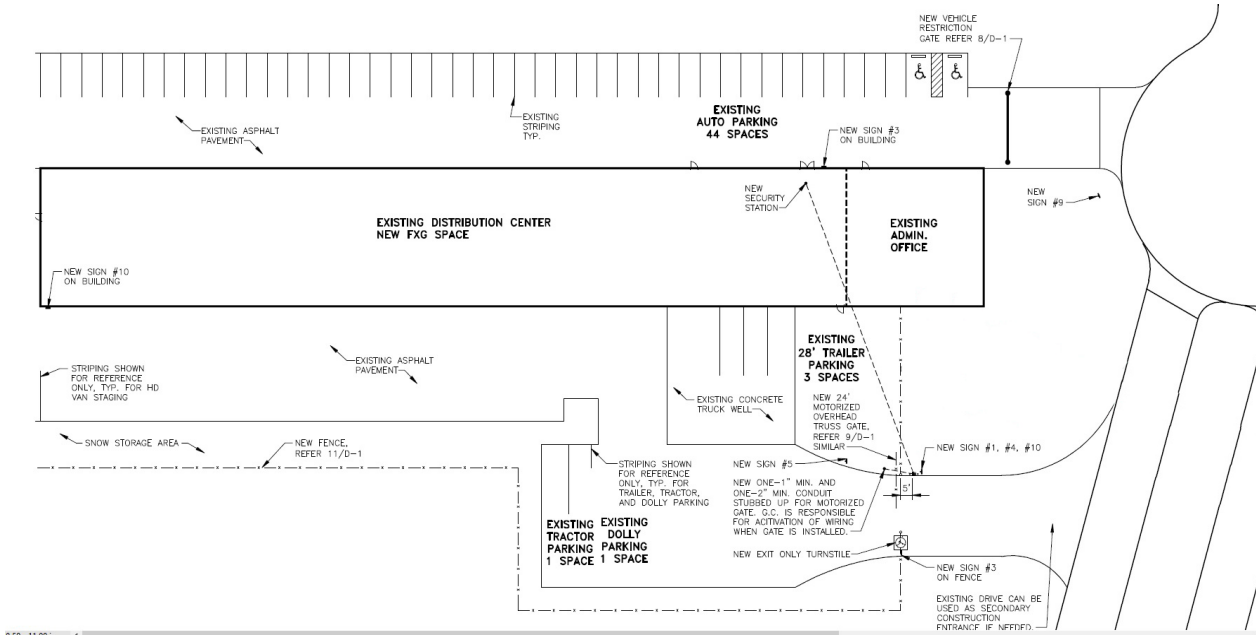 NEW VEHICLE
RESTRICTION
GATE REFER 8/D-1
EXISTING ASPHALT
PAVEMENT
EXISTING
STRIPING
TYP.
EXISTING
AUTO PARKING
44 SPACES
NEW SIGN #3
ON BUILDING
NEW
SECURITY
STATION
NEW
SIGN #9
EXISTING DISTRIBUTION CENTER
NEW FXG SPACE
EXISTING
ADMIN.
OFFICE
NEW SIGN #10
ON BUILDING
EXISTING
28' TRAILER
PARKING
3 SPACES
EXISTING ASPHALT
PAVEMENT
STRIPING SHOWN
FOR REFERENCE
ONLY, TYP. FOR HD
VAN STAGING
EXISTING CONCRETE
TRUCK WELL
NEW 24'
MOTORIZED
OVERHEAD
TRUSS GATE,
REFER 9/D-1
SIMILAR
SNOW STORAGE AREA
NEW FENCE,
REFER 11/D-1
NEW SIGN #1, #4, #10
STRIPING SHOWN
FOR REFERENCE
ONLY, TYP. FOR
TRAILER, TRACTOR,
AND DOLLY PARKING
NEW SIGN #5
5'
NEW ONE-1" MIN. AND
ONE-2" MIN. CONDUIT
STUBBED UP FOR MOTORIZED
GATE. G.C. IS RESPONSIBLE
FOR ACITIVATION OF WIRING
WHEN GATE IS INSTALLED.
EXISTING
TRACTOR
PARKING
1 SPACE
EXISTING
DOLLY
PARKING
1 SPACE
NEW EXIT ONLY TURNSTILE
NEW SIGN #3
ON FENCE
EXISTING DRIVE CAN BE
USED AS SECONDARY
CONSTRUCTION
ENTRANCE IF NEEDED.